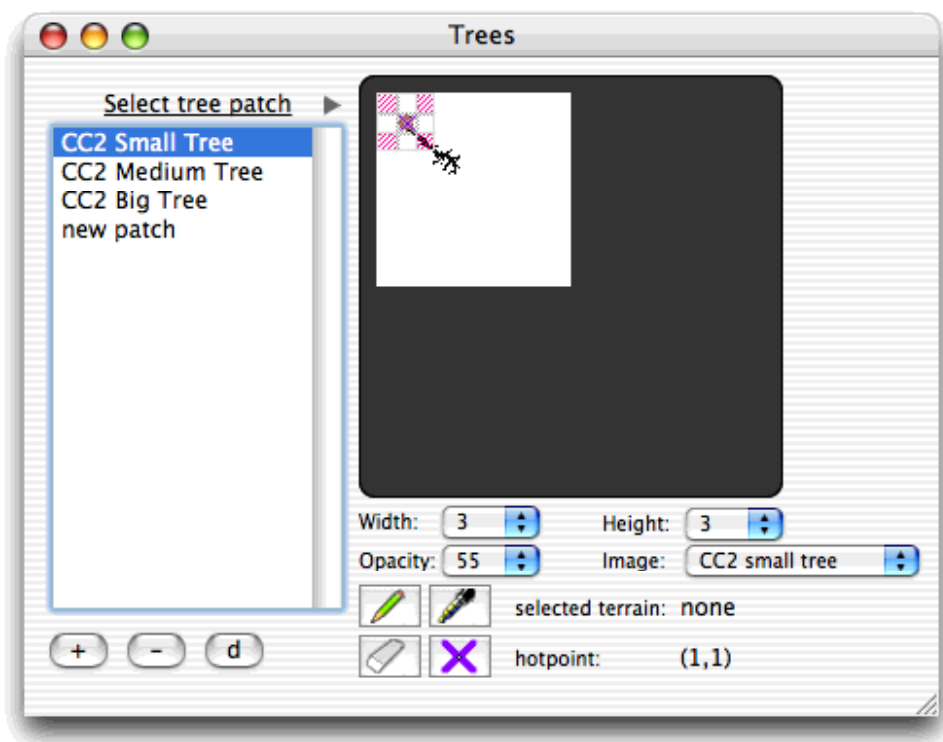 Trees
Select tree patch
CC2 Small Tree
CC2 Medium Tree
CC2 Big Tree
new patch
Width: 3 Height: 3
Opacity: 55 Image: CC2 small tree
selected terrain: none
+ - d
hotpoint: (1,1)